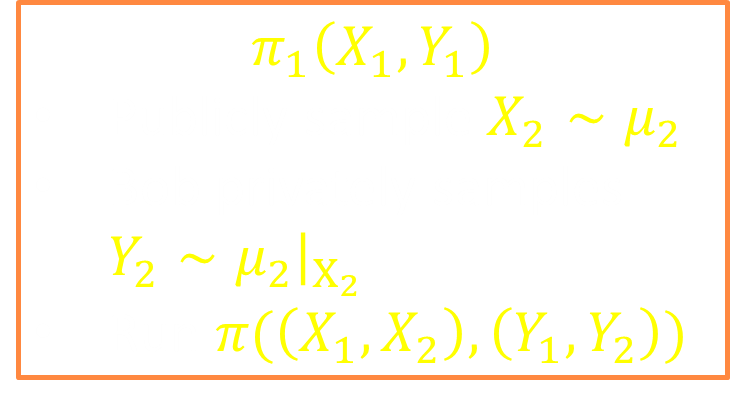 π₁(X₁, Y₁)
X₂ ~ μ₂
Y₂ ~ μ₂|X₂
π((X₁, X₂), (Y₁, Y₂))